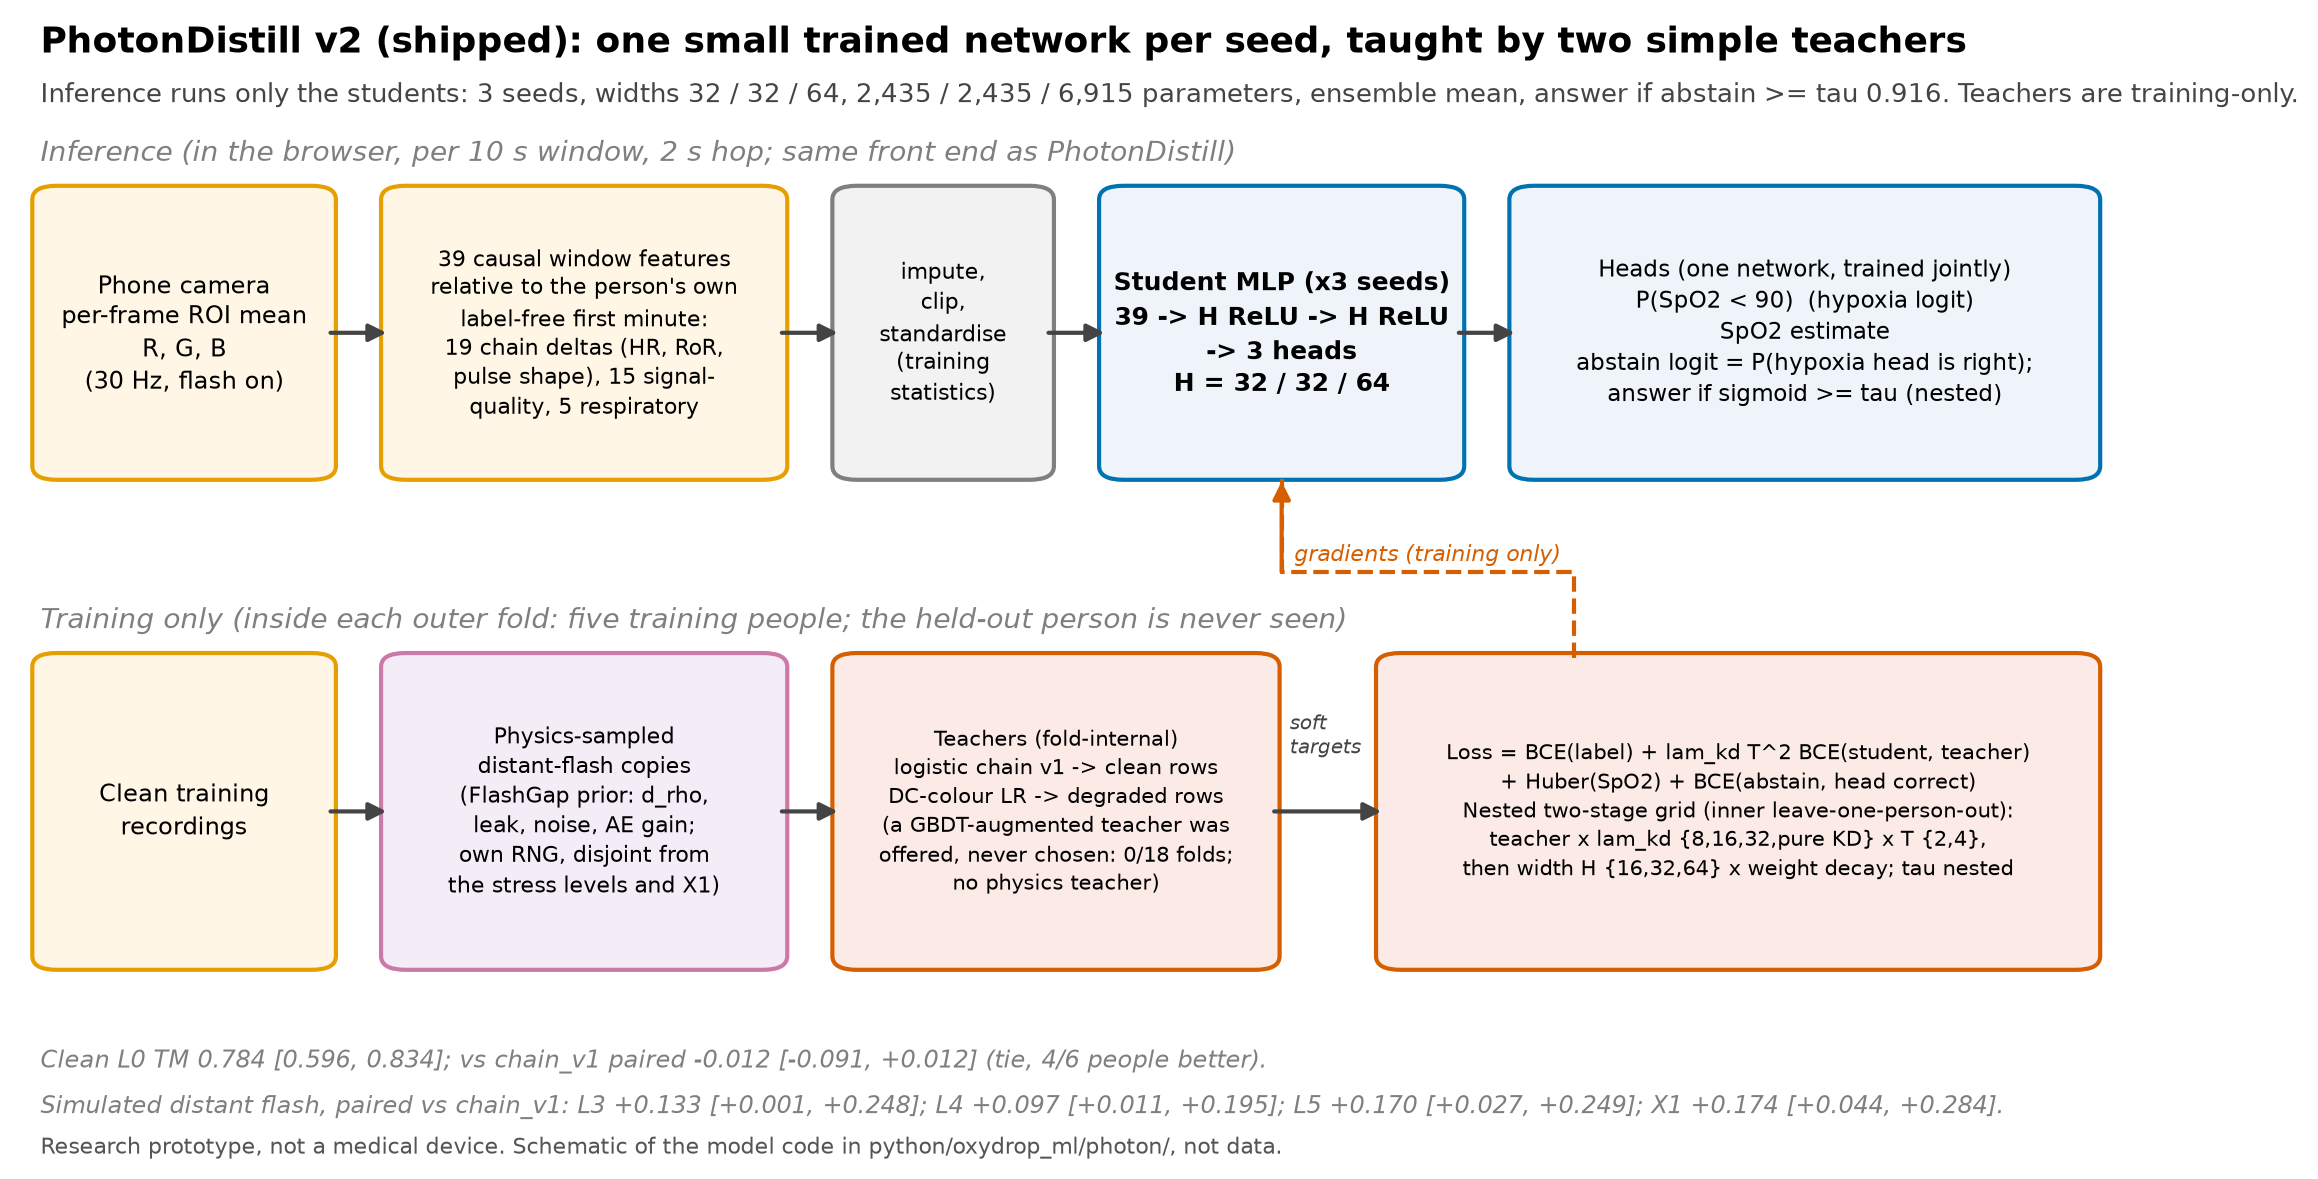 PhotonDistill v2 (shipped): one small trained network per seed, taught by two simple teachers
Inference runs only the students: 3 seeds, widths 32 / 32 / 64, 2,435 / 2,435 / 6,915 parameters, ensemble mean, answer if abstain >= tau 0.916. Teachers are training-only.
Inference (in the browser, per 10 s window, 2 s hop; same front end as PhotonDistill)
Phone camera
per-frame ROI mean
R, G, B
(30 Hz, flash on)
39 causal window features
relative to the person's own
label-free first minute:
19 chain deltas (HR, RoR,
pulse shape), 15 signal-
quality, 5 respiratory
impute,
clip,
standardise
(training
statistics)
Student MLP (x3 seeds)
39 -> H ReLU -> H ReLU
-> 3 heads
H = 32 / 32 / 64
Heads (one network, trained jointly)
P(SpO2 < 90)  (hypoxia logit)
SpO2 estimate
abstain logit = P(hypoxia head is right);
answer if sigmoid >= tau (nested)
gradients (training only)
Training only (inside each outer fold: five training people; the held-out person is never seen)
Clean training
recordings
Physics-sampled
distant-flash copies
(FlashGap prior: d_rho,
leak, noise, AE gain;
own RNG, disjoint from
the stress levels and X1)
Teachers (fold-internal)
logistic chain v1 -> clean rows
DC-colour LR -> degraded rows
(a GBDT-augmented teacher was
offered, never chosen: 0/18 folds;
no physics teacher)
soft
targets
Loss = BCE(label) + lam_kd T^2 BCE(student, teacher)
+ Huber(SpO2) + BCE(abstain, head correct)
Nested two-stage grid (inner leave-one-person-out):
teacher x lam_kd {8,16,32,pure KD} x T {2,4},
then width H {16,32,64} x weight decay; tau nested
Clean L0 TM 0.784 [0.596, 0.834]; vs chain_v1 paired -0.012 [-0.091, +0.012] (tie, 4/6 people better).
Simulated distant flash, paired vs chain_v1: L3 +0.133 [+0.001, +0.248]; L4 +0.097 [+0.011, +0.195]; L5 +0.170 [+0.027, +0.249]; X1 +0.174 [+0.044, +0.284].
Research prototype, not a medical device. Schematic of the model code in python/oxydrop_ml/photon/, not data.